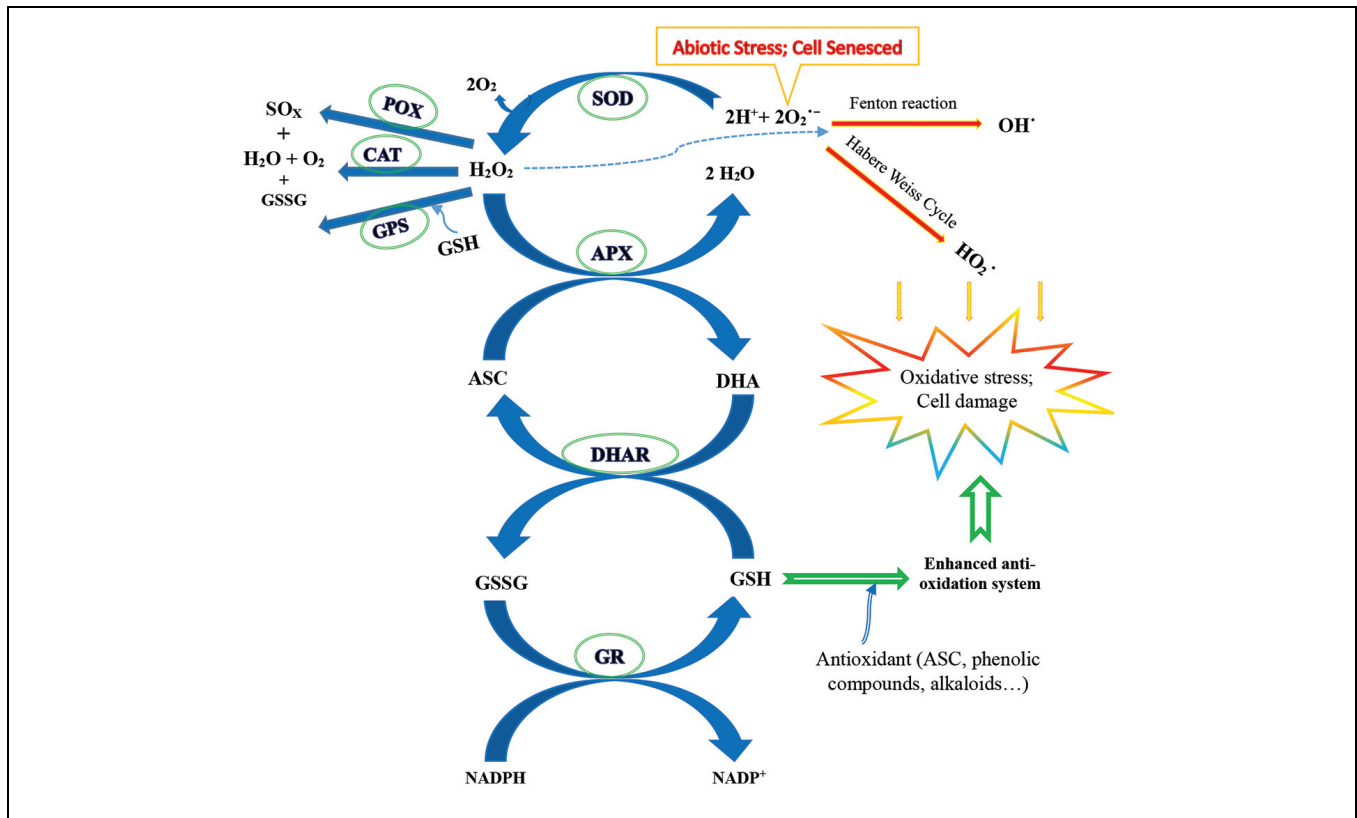 Abiotic Stress; Cell Senesced
2O₂
SOD
2H⁺+ 2O₂˙⁻
Fenton reaction
OH˙
SOX
+
H₂O + O₂
+
GSSG
POX
CAT
GPS
GSH
H₂O₂
2 H₂O
Habere Weiss Cycle
HO₂˙
APX
ASC
DHA
Oxidative stress;
Cell damage
DHAR
GSSG
GSH
Enhanced anti-
oxidation system
GR
Antioxidant (ASC, phenolic
compounds, alkaloids…)
NADPH
NADP⁺